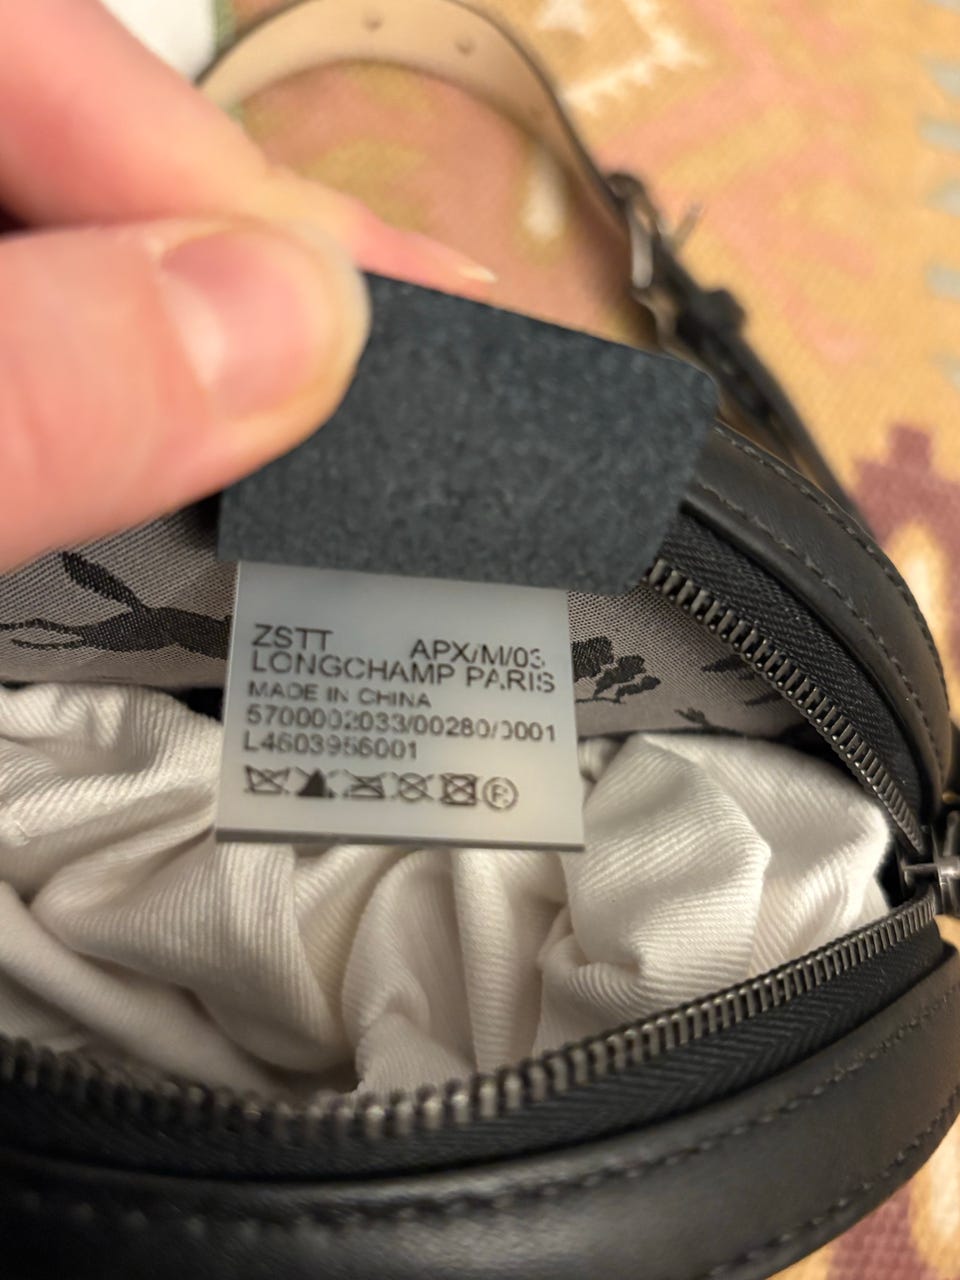 ZSTT APX/M/03
LONGCHAMP PARIS
MADE IN CHINA
5700002033/00280/0001
L4603956001
P